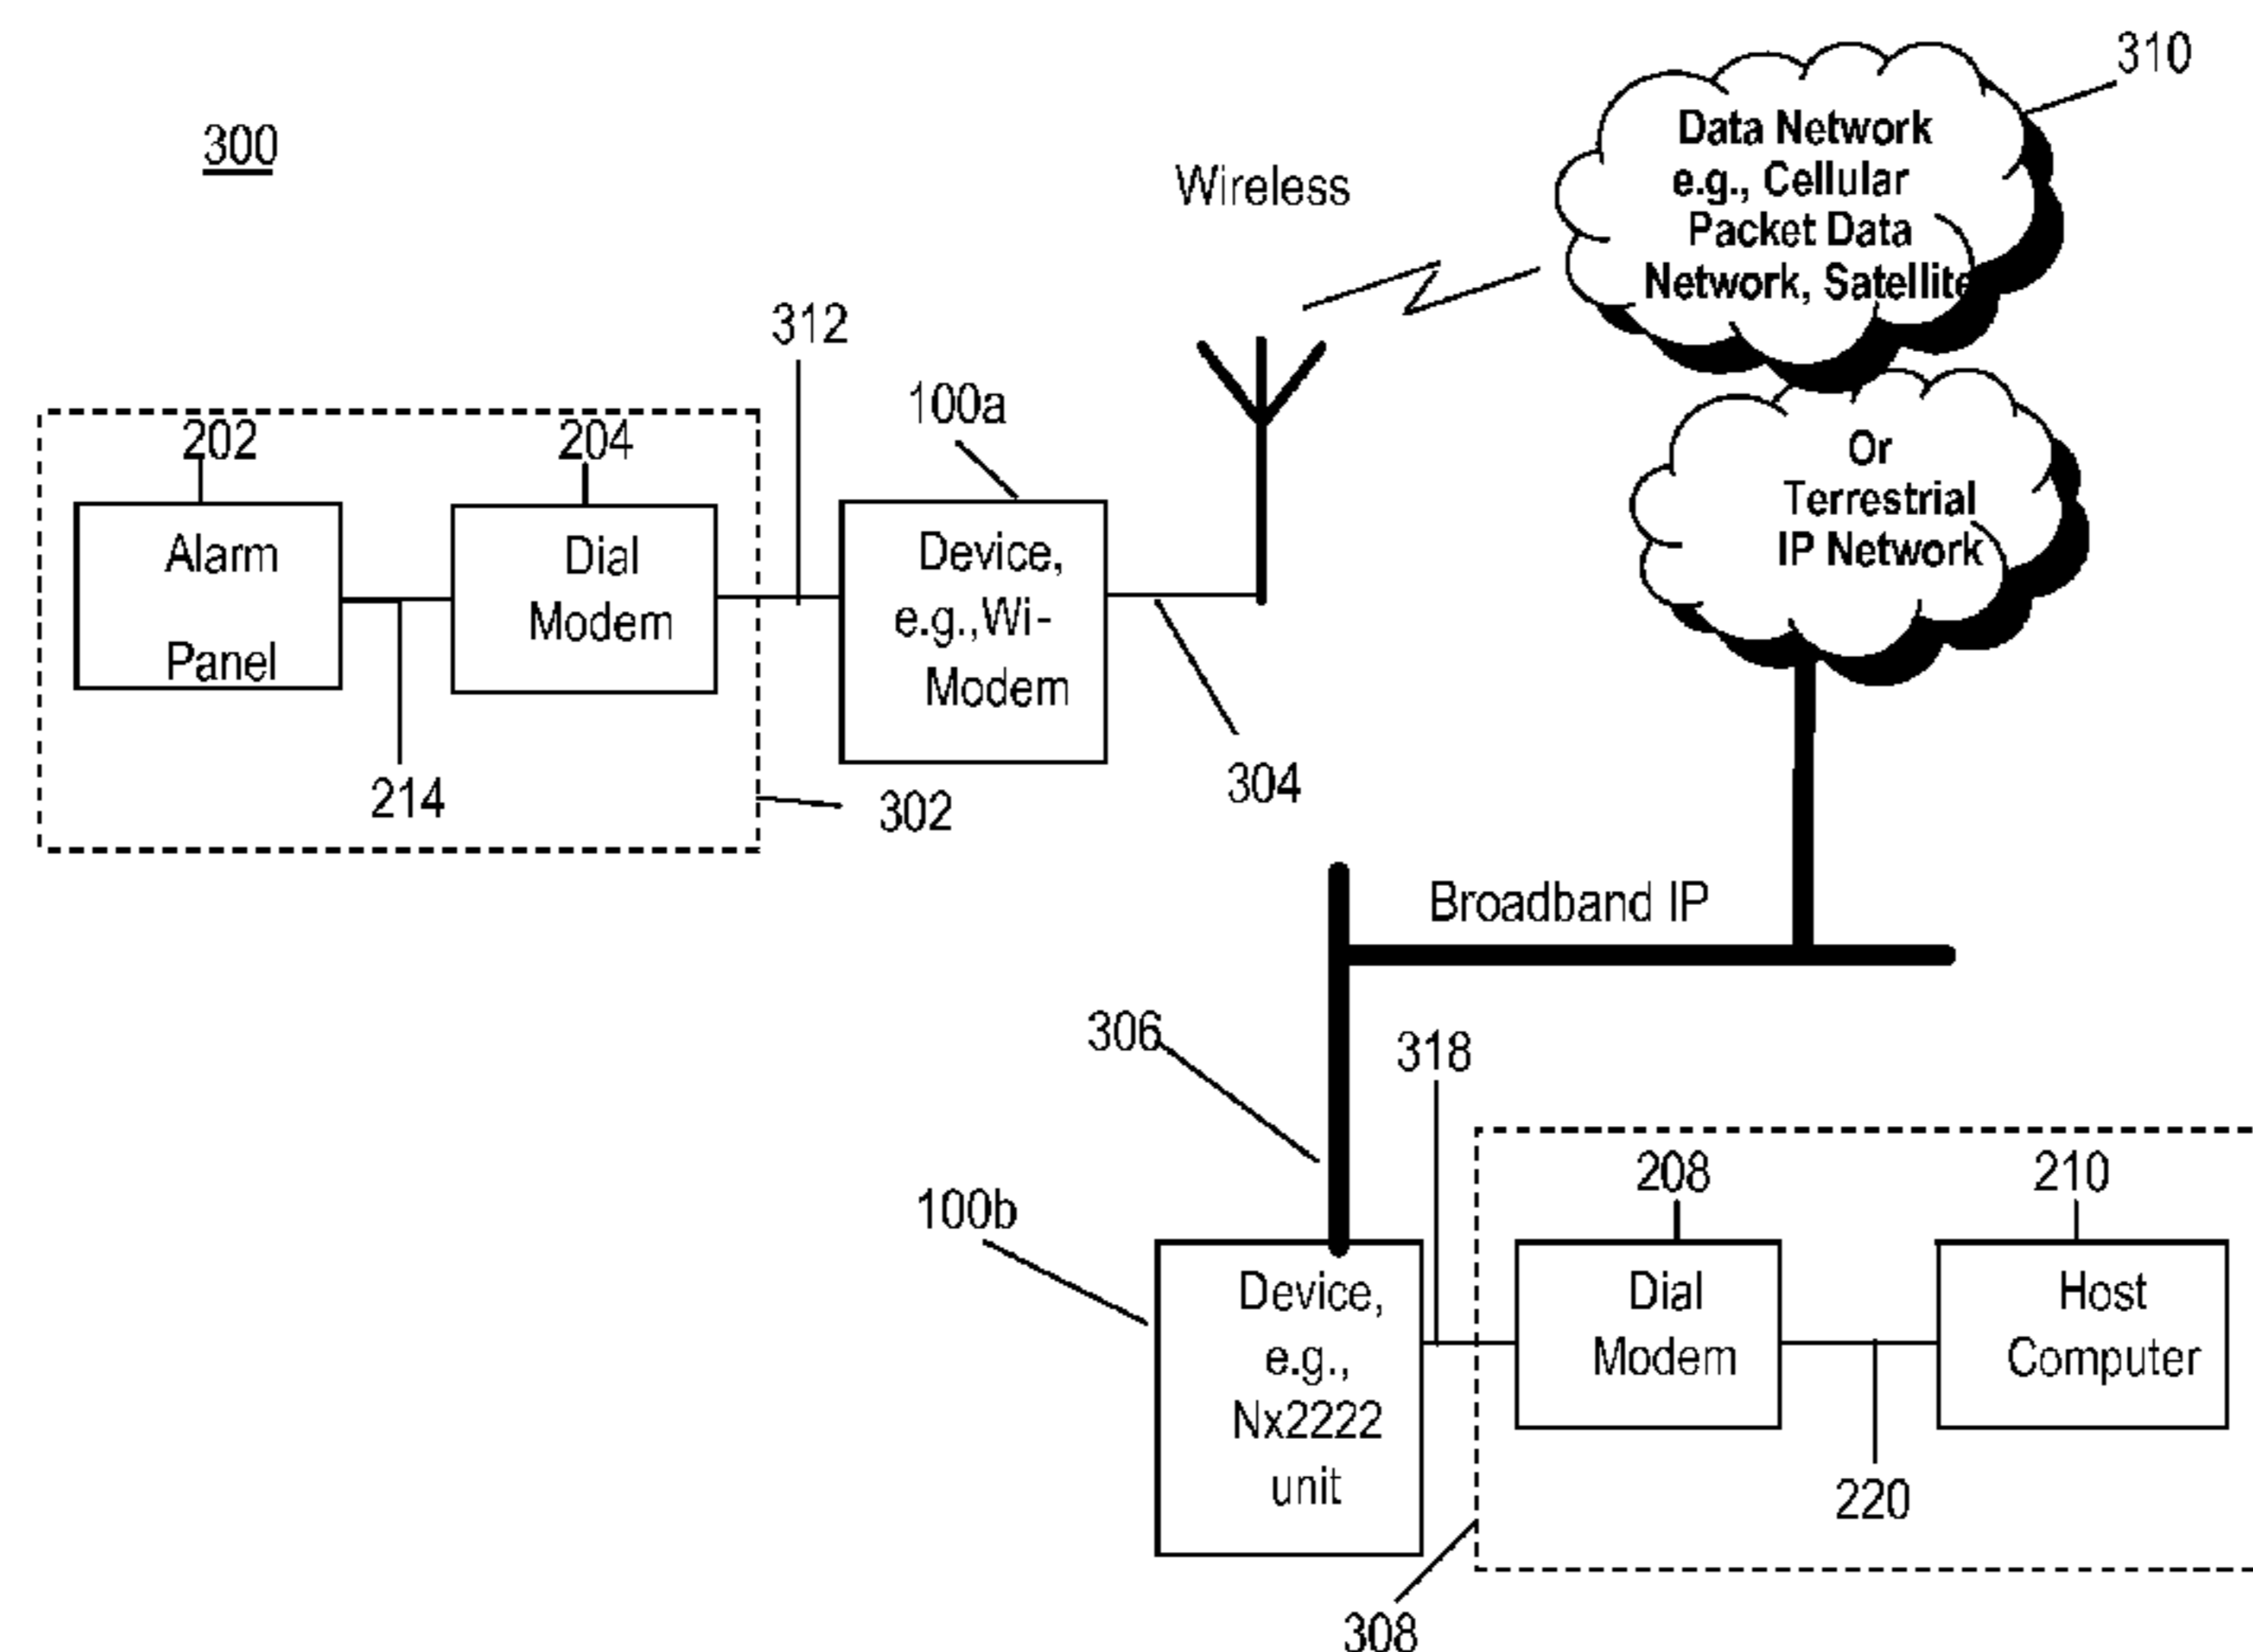 300
310
Data Network
e.g., Cellular
Packet Data
Network, Satellite
Wireless
312
100a
202
204
Or
Terrestrial
IP Network
Alarm
Panel
Dial
Modem
Device,
e.g.,Wi-
Modem
214
302
304
Broadband IP
306
318
208
210
100b
Device,
e.g.,
Nx2222
unit
Dial
Modem
Host
Computer
220
308